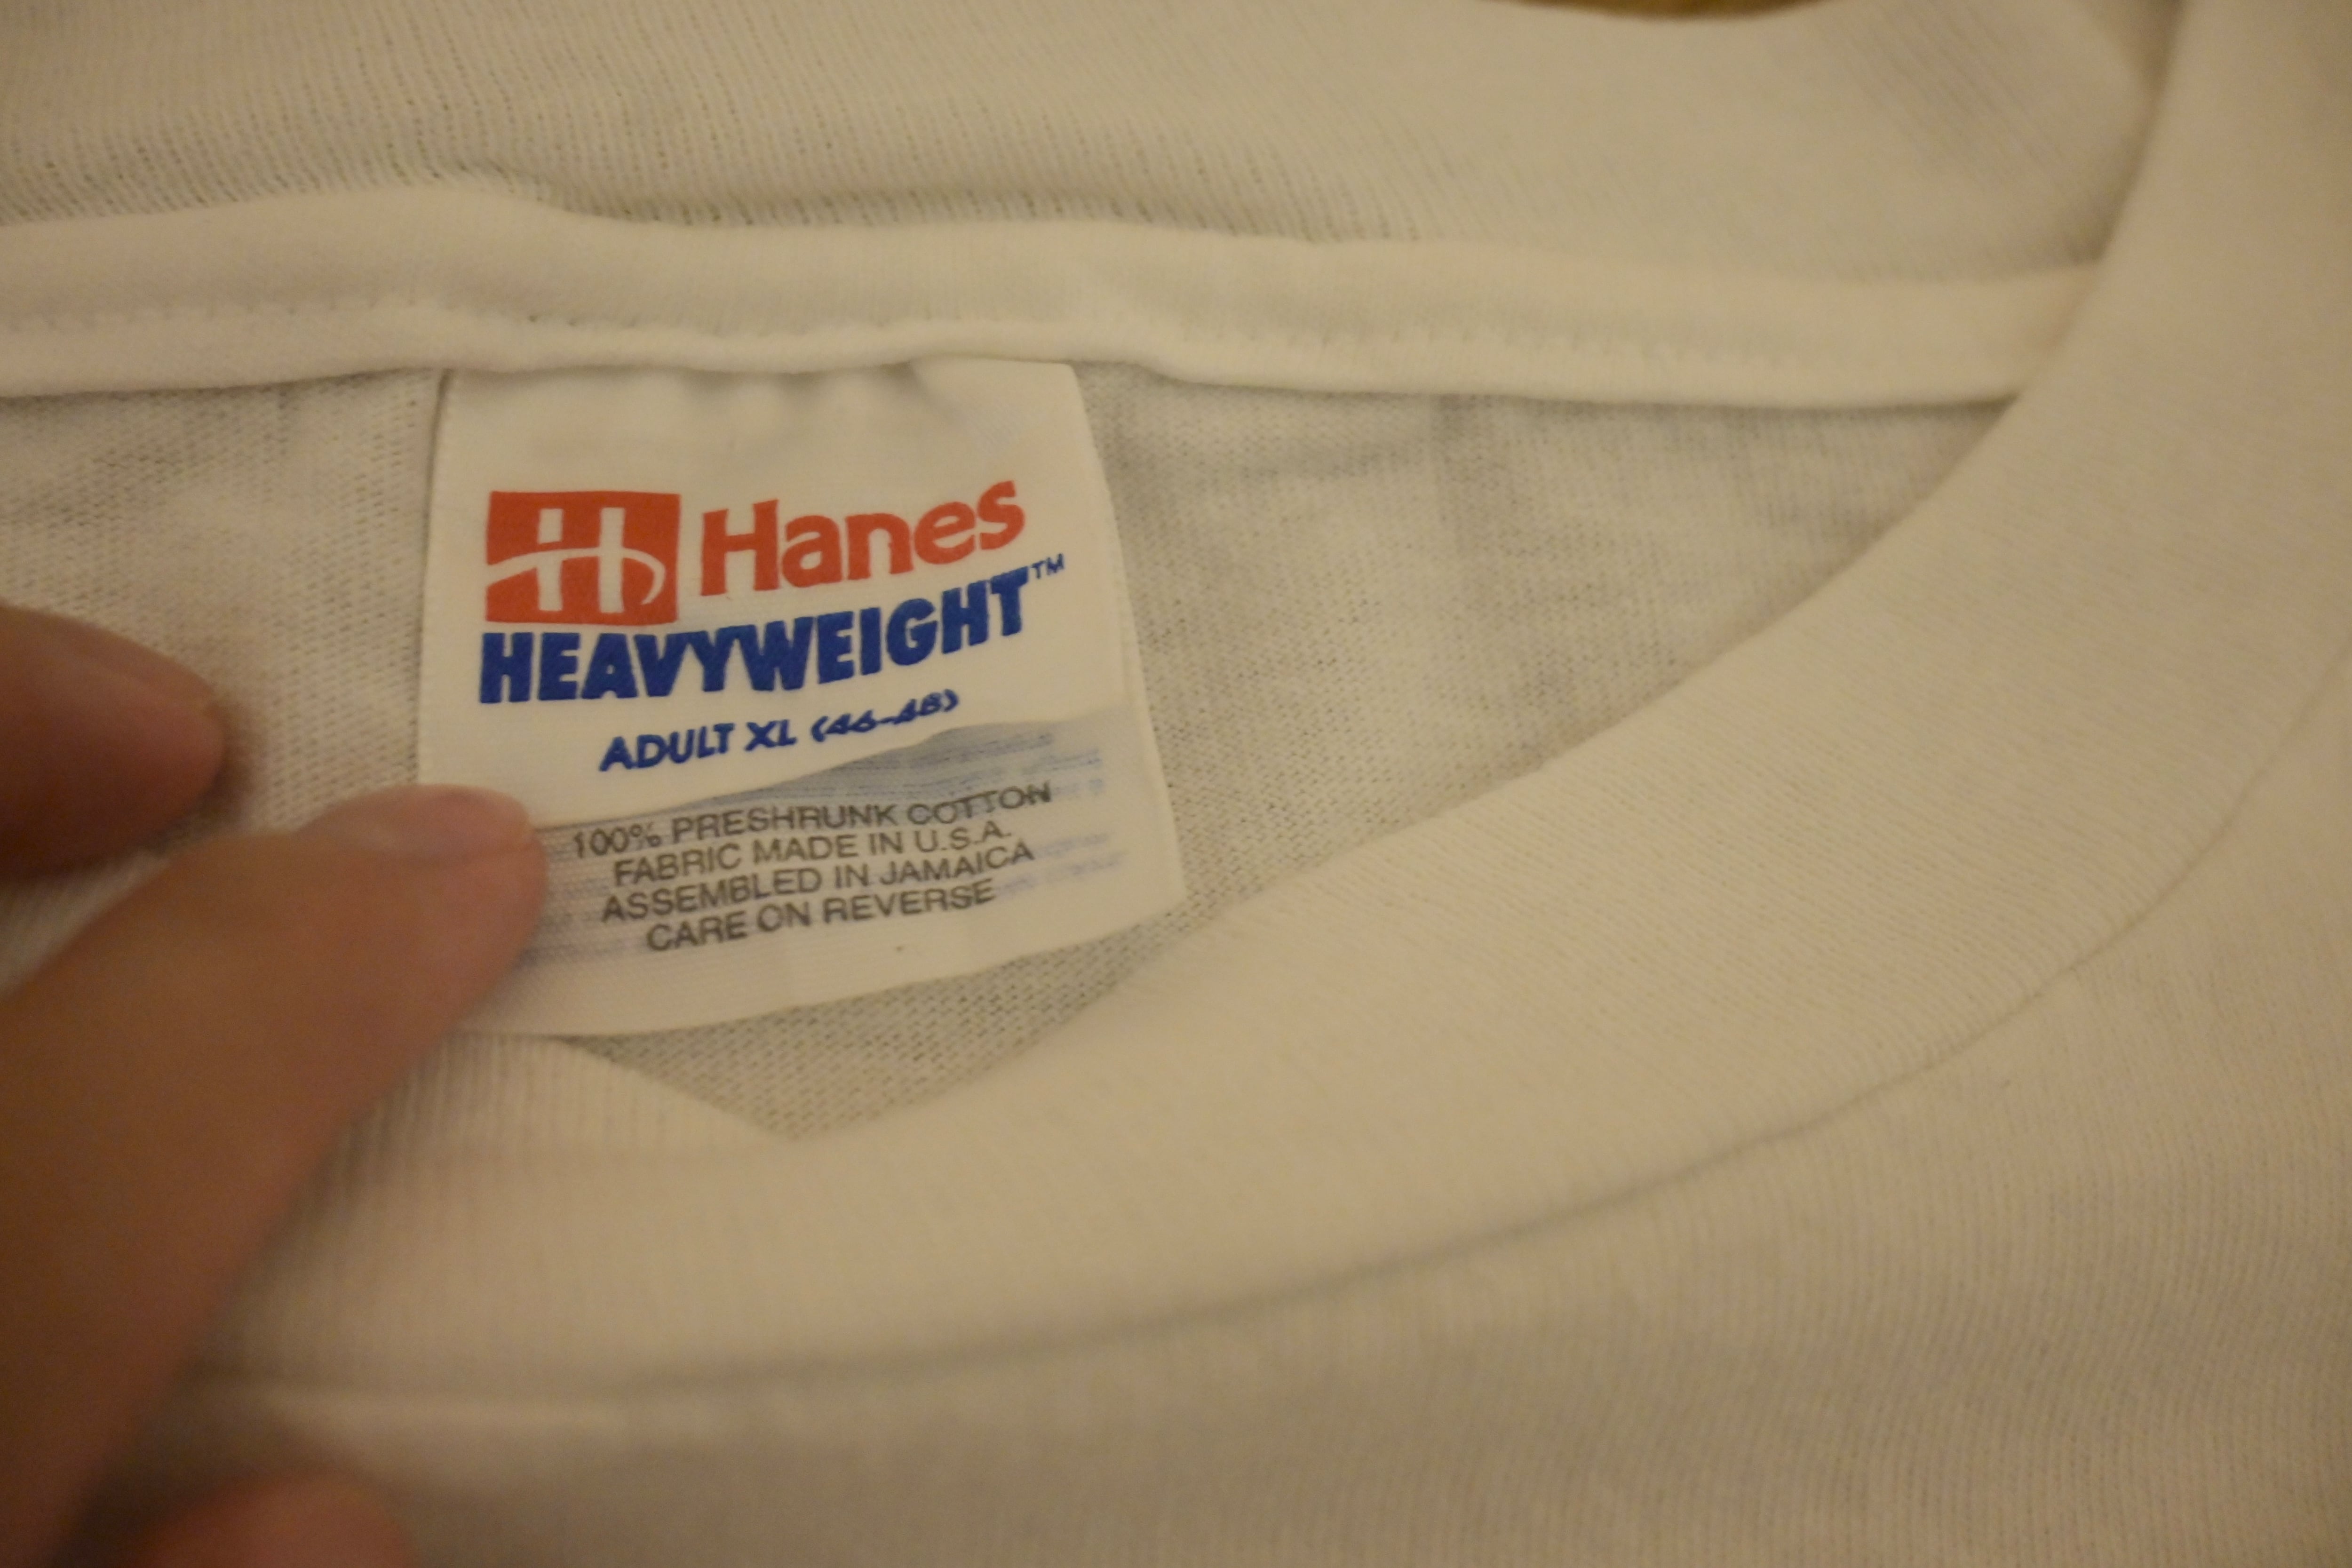 H Hanes
HEAVYWEIGHT™
ADULT XL (46-48)
100% PRESHRUNK COTTON
FABRIC MADE IN U.S.A.
ASSEMBLED IN JAMAICA
CARE ON REVERSE